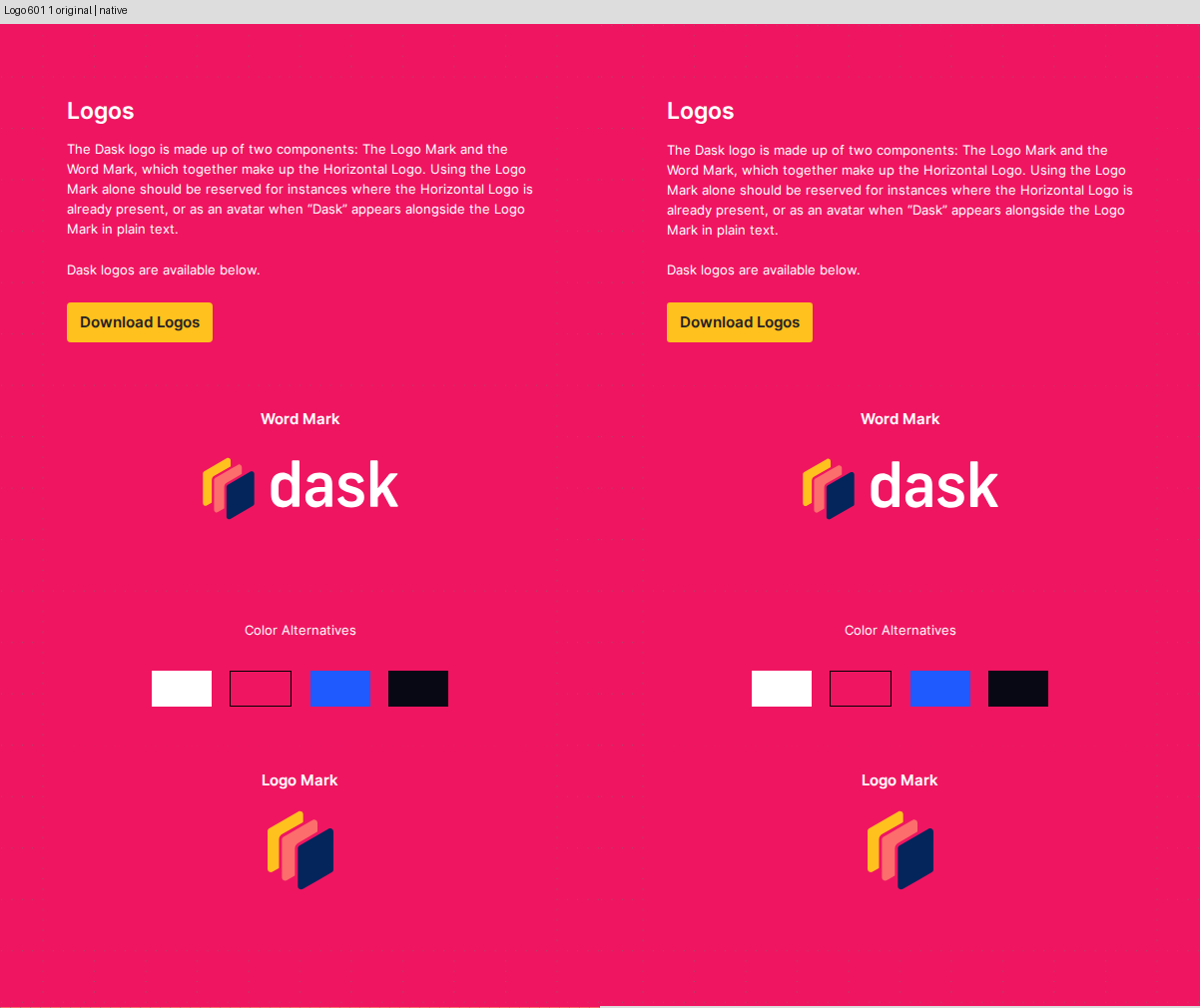 Logo601 1 original | native
Logos
The Dask logo is made up of two components: The Logo Mark and the
Word Mark, which together make up the Horizontal Logo. Using the Logo
Mark alone should be reserved for instances where the Horizontal Logo is
already present, or as an avatar when "Dask" appears alongside the Logo
Mark in plain text.
Dask logos are available below.
Download Logos
Word Mark
dask
Color Alternatives
Logo Mark
Logos
The Dask logo is made up of two components: The Logo Mark and the
Word Mark, which together make up the Horizontal Logo. Using the Logo
Mark alone should be reserved for instances where the Horizontal Logo is
already present, or as an avatar when "Dask" appears alongside the Logo
Mark in plain text.
Dask logos are available below.
Download Logos
Word Mark
dask
Color Alternatives
Logo Mark